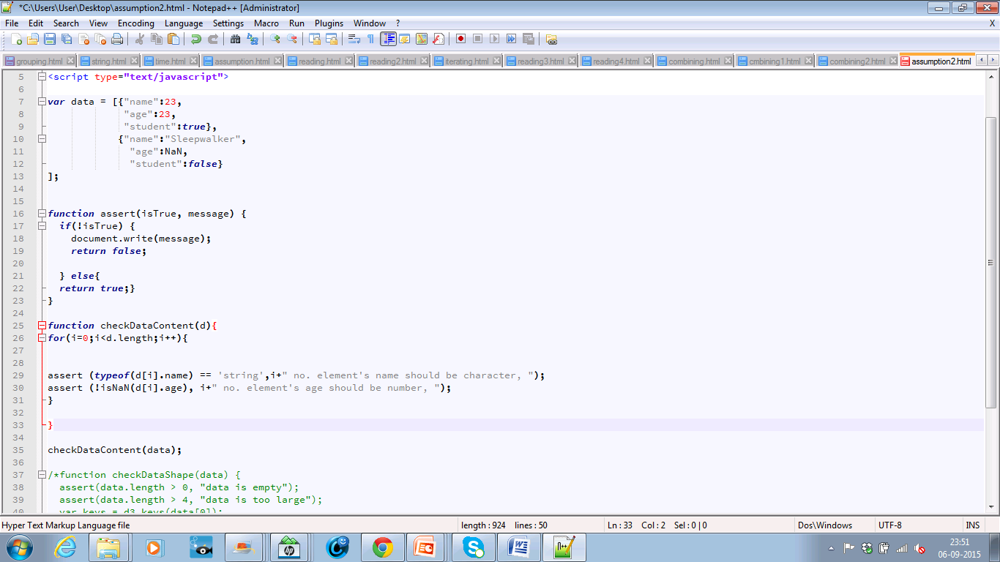 *C:\Users\User\Desktop\assumption2.html - Notepad++ [Administrator]
File Edit Search View Encoding Language Settings Macro Run Plugins Window ? X
grouping.html string.html time.html assumption.html reading.html reading2.html iterating.html reading3.html reading4.html combining.html cmbining1.html combining2.html assumption2.html
5 <script type="text/javascript">
6
7 var data = [{"name":23,
8 "age":23,
9 "student":true},
10 {"name":"Sleepwalker",
11 "age":NaN,
12 "student":false}
13 ];
14
15
16 function assert(isTrue, message) {
17 if(!isTrue) {
18 document.write(message);
19 return false;
20
21 } else{
22 return true;}
23 }
24
25 function checkDataContent(d){
26 for(i=0;i<d.length;i++){
27
28
29 assert (typeof(d[i].name) == 'string',i+" no. element's name should be character, ");
30 assert (!isNaN(d[i].age), i+" no. element's age should be number, ");
31 }
32
33 }
34
35 checkDataContent(data);
36
37 /*function checkDataShape(data) {
38 assert(data.length > 0, "data is empty");
39 assert(data.length > 4, "data is too large");
40 var keys = d3.keys(data[0]);
Hyper Text Markup Language file length : 924 lines : 50 Ln : 33 Col : 2 Sel : 0 | 0 Dos\Windows UTF-8 INS
23:51
06-09-2015